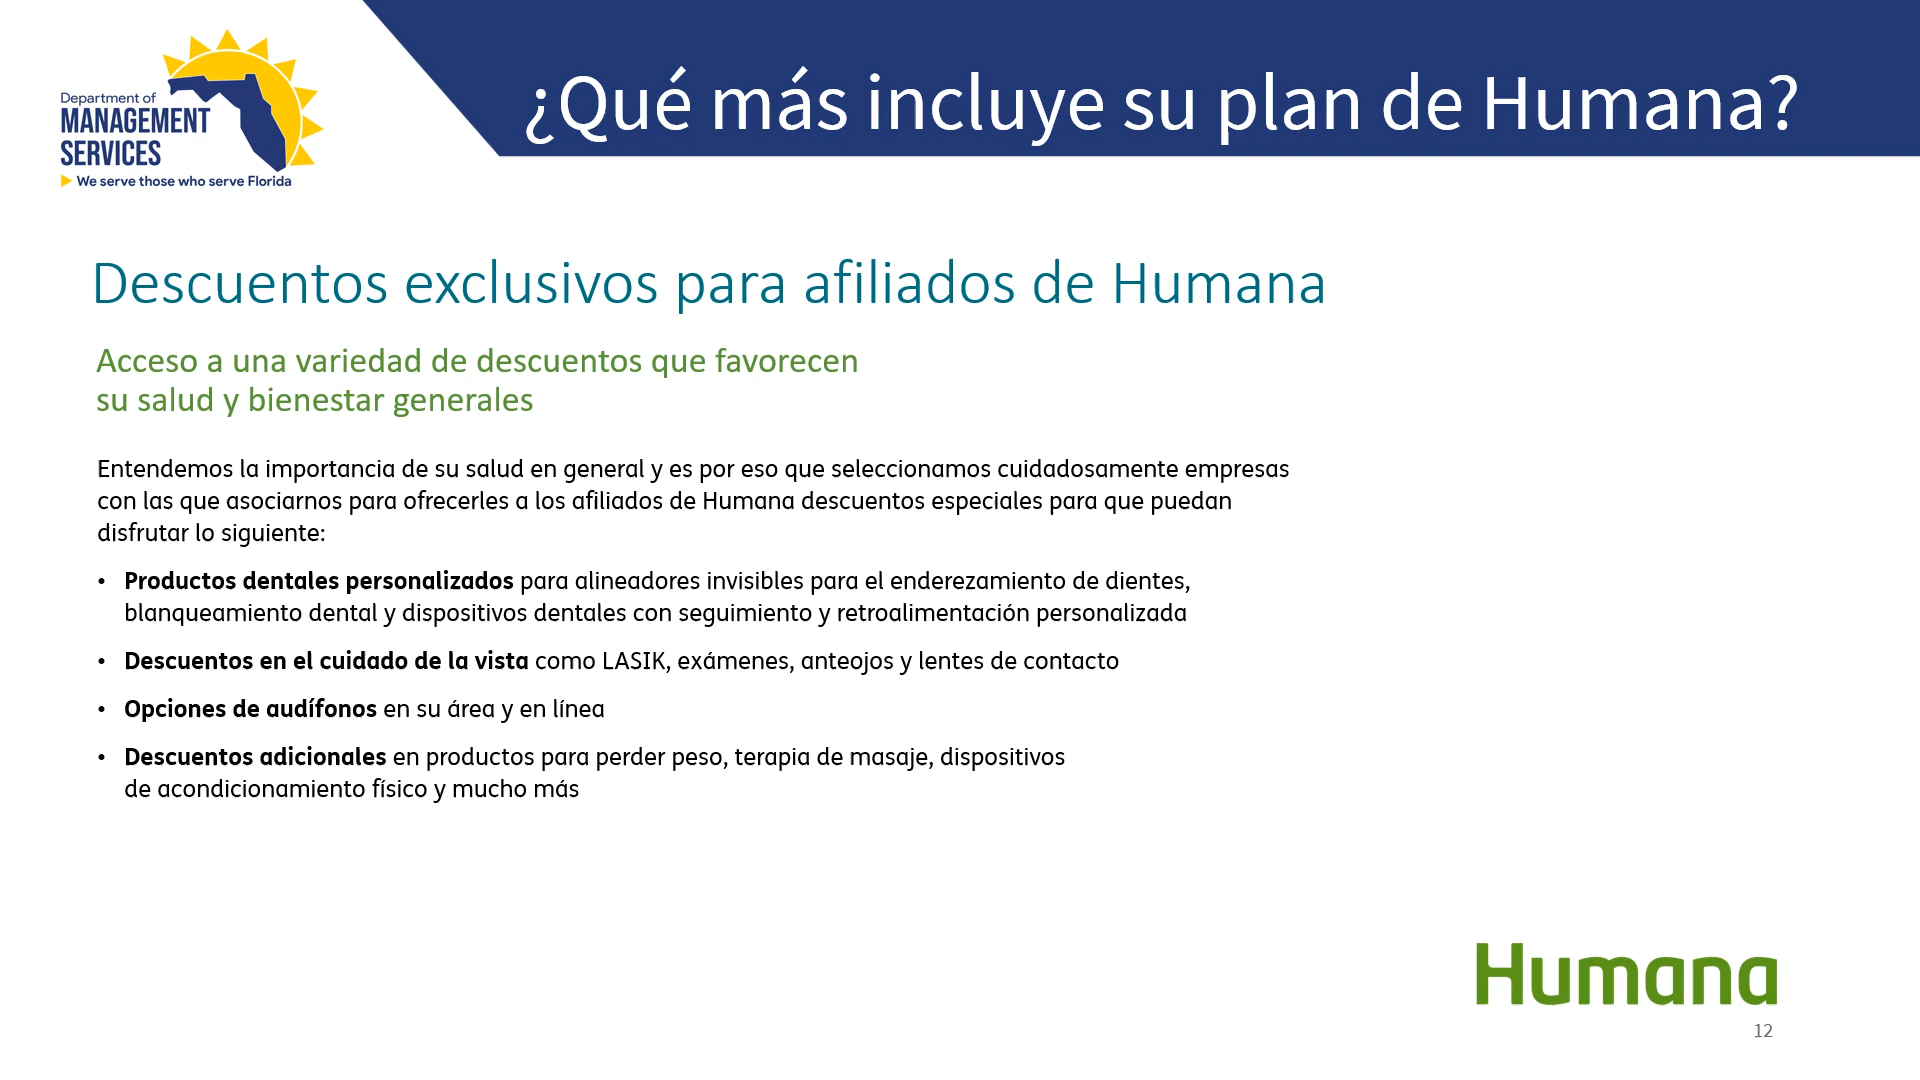 Department of
MANAGEMENT
SERVICES
We serve those who serve Florida
¿Qué más incluye su plan de Humana?
Descuentos exclusivos para afiliados de Humana
Acceso a una variedad de descuentos que favorecen
su salud y bienestar generales
Entendemos la importancia de su salud en general y es por eso que seleccionamos cuidadosamente empresas
con las que asociarnos para ofrecerles a los afiliados de Humana descuentos especiales para que puedan
disfrutar lo siguiente:
• Productos dentales personalizados para alineadores invisibles para el enderezamiento de dientes,
blanqueamiento dental y dispositivos dentales con seguimiento y retroalimentación personalizada
• Descuentos en el cuidado de la vista como LASIK, exámenes, anteojos y lentes de contacto
• Opciones de audífonos en su área y en línea
• Descuentos adicionales en productos para perder peso, terapia de masaje, dispositivos
de acondicionamiento físico y mucho más
Humana
12